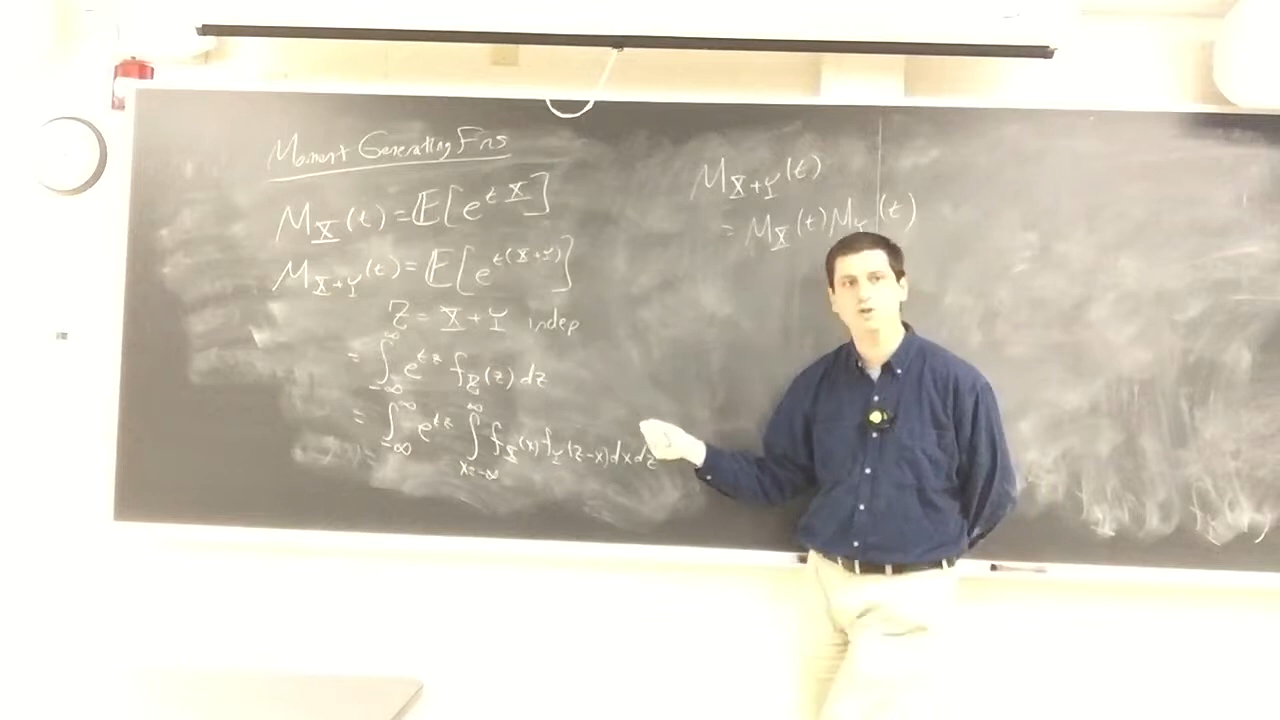 Moment Generating Fns
M_X(t) = E[e^{tX}]
M_{X+Y}(t) = E[e^{t(X+Y)}]
Z = X + Y indep
= ∫_{-∞}^{∞} e^{tz} f_Z(z) dz
= ∫_{-∞}^{∞} e^{tz} ∫_{x=-∞}^{∞} f_X(x) f_Y(z-x) dx dz
M_{X+Y}(t)
= M_X(t) M_Y(t)